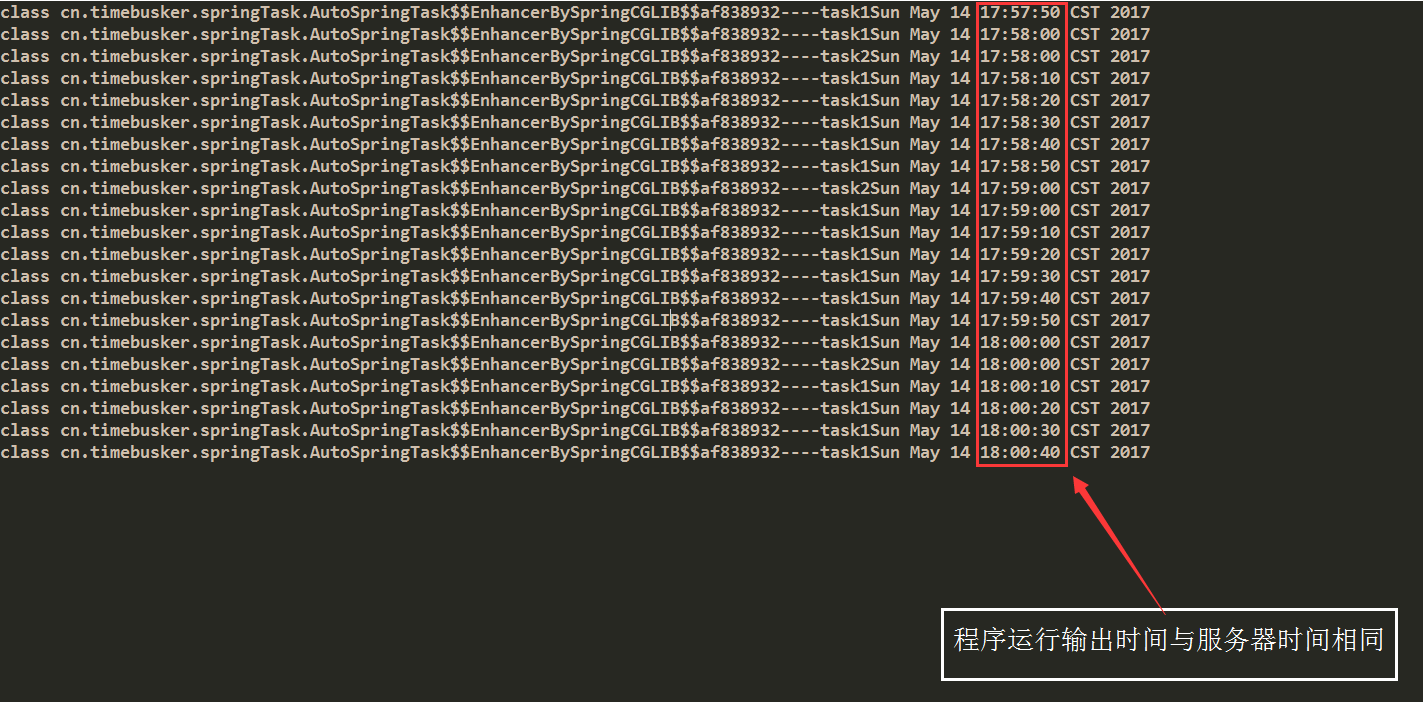 class cn.timebusker.springTask.AutoSpringTask$$EnhancerBySpringCGLIB$$af838932----task1Sun May 14 17:57:50 CST 2017
class cn.timebusker.springTask.AutoSpringTask$$EnhancerBySpringCGLIB$$af838932----task1Sun May 14 17:58:00 CST 2017
class cn.timebusker.springTask.AutoSpringTask$$EnhancerBySpringCGLIB$$af838932----task2Sun May 14 17:58:00 CST 2017
class cn.timebusker.springTask.AutoSpringTask$$EnhancerBySpringCGLIB$$af838932----task1Sun May 14 17:58:10 CST 2017
class cn.timebusker.springTask.AutoSpringTask$$EnhancerBySpringCGLIB$$af838932----task1Sun May 14 17:58:20 CST 2017
class cn.timebusker.springTask.AutoSpringTask$$EnhancerBySpringCGLIB$$af838932----task1Sun May 14 17:58:30 CST 2017
class cn.timebusker.springTask.AutoSpringTask$$EnhancerBySpringCGLIB$$af838932----task1Sun May 14 17:58:40 CST 2017
class cn.timebusker.springTask.AutoSpringTask$$EnhancerBySpringCGLIB$$af838932----task1Sun May 14 17:58:50 CST 2017
class cn.timebusker.springTask.AutoSpringTask$$EnhancerBySpringCGLIB$$af838932----task2Sun May 14 17:59:00 CST 2017
class cn.timebusker.springTask.AutoSpringTask$$EnhancerBySpringCGLIB$$af838932----task1Sun May 14 17:59:00 CST 2017
class cn.timebusker.springTask.AutoSpringTask$$EnhancerBySpringCGLIB$$af838932----task1Sun May 14 17:59:10 CST 2017
class cn.timebusker.springTask.AutoSpringTask$$EnhancerBySpringCGLIB$$af838932----task1Sun May 14 17:59:20 CST 2017
class cn.timebusker.springTask.AutoSpringTask$$EnhancerBySpringCGLIB$$af838932----task1Sun May 14 17:59:30 CST 2017
class cn.timebusker.springTask.AutoSpringTask$$EnhancerBySpringCGLIB$$af838932----task1Sun May 14 17:59:40 CST 2017
class cn.timebusker.springTask.AutoSpringTask$$EnhancerBySpringCGLIB$$af838932----task1Sun May 14 17:59:50 CST 2017
class cn.timebusker.springTask.AutoSpringTask$$EnhancerBySpringCGLIB$$af838932----task1Sun May 14 18:00:00 CST 2017
class cn.timebusker.springTask.AutoSpringTask$$EnhancerBySpringCGLIB$$af838932----task2Sun May 14 18:00:00 CST 2017
class cn.timebusker.springTask.AutoSpringTask$$EnhancerBySpringCGLIB$$af838932----task1Sun May 14 18:00:10 CST 2017
class cn.timebusker.springTask.AutoSpringTask$$EnhancerBySpringCGLIB$$af838932----task1Sun May 14 18:00:20 CST 2017
class cn.timebusker.springTask.AutoSpringTask$$EnhancerBySpringCGLIB$$af838932----task1Sun May 14 18:00:30 CST 2017
class cn.timebusker.springTask.AutoSpringTask$$EnhancerBySpringCGLIB$$af838932----task1Sun May 14 18:00:40 CST 2017
程序运行输出时间与服务器时间相同